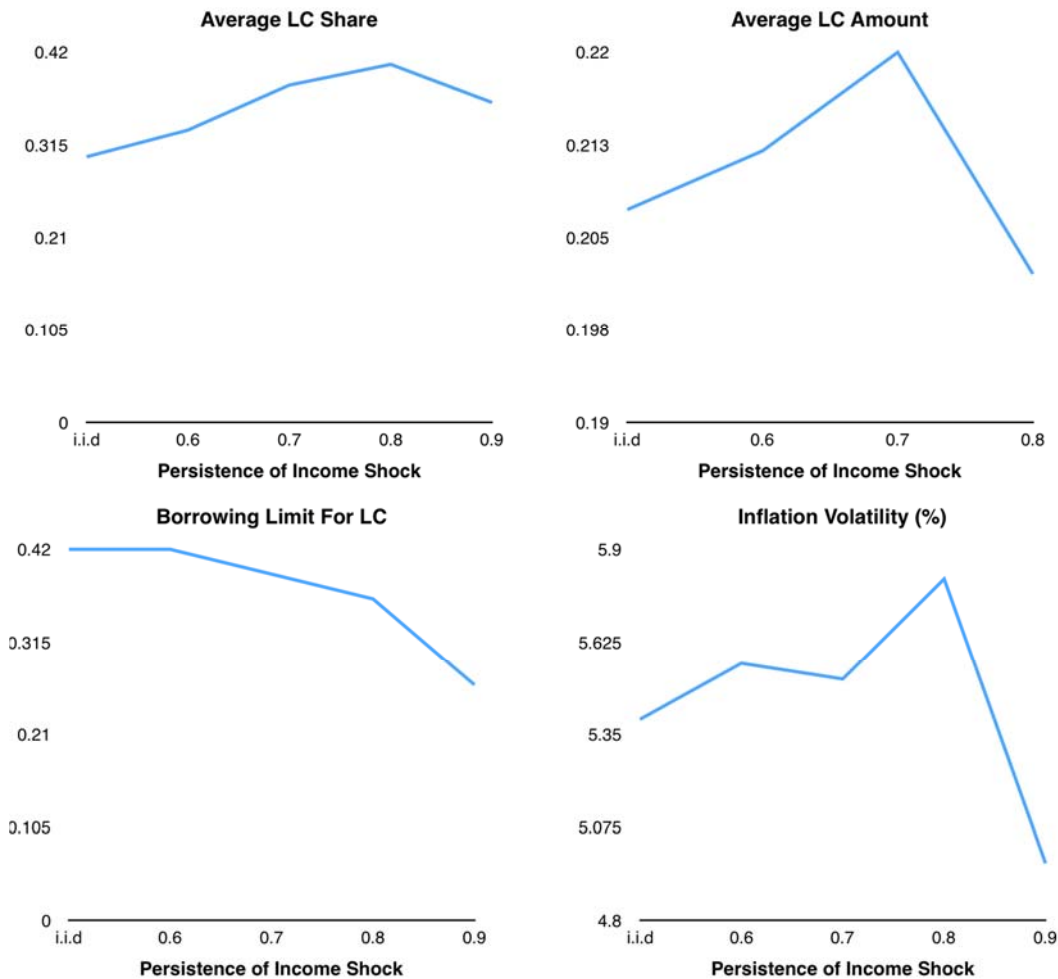 Average LC Share
0.42
0.315
0.21
0.105
0
i.i.d 0.6 0.7 0.8 0.9
Persistence of Income Shock
Average LC Amount
0.22
0.213
0.205
0.198
0.19
i.i.d 0.6 0.7 0.8
Persistence of Income Shock
Borrowing Limit For LC
0.42
0.315
0.21
0.105
0
i.i.d 0.6 0.7 0.8 0.9
Persistence of Income Shock
Inflation Volatility (%)
5.9
5.625
5.35
5.075
4.8
i.i.d 0.6 0.7 0.8 0.9
Persistence of Income Shock